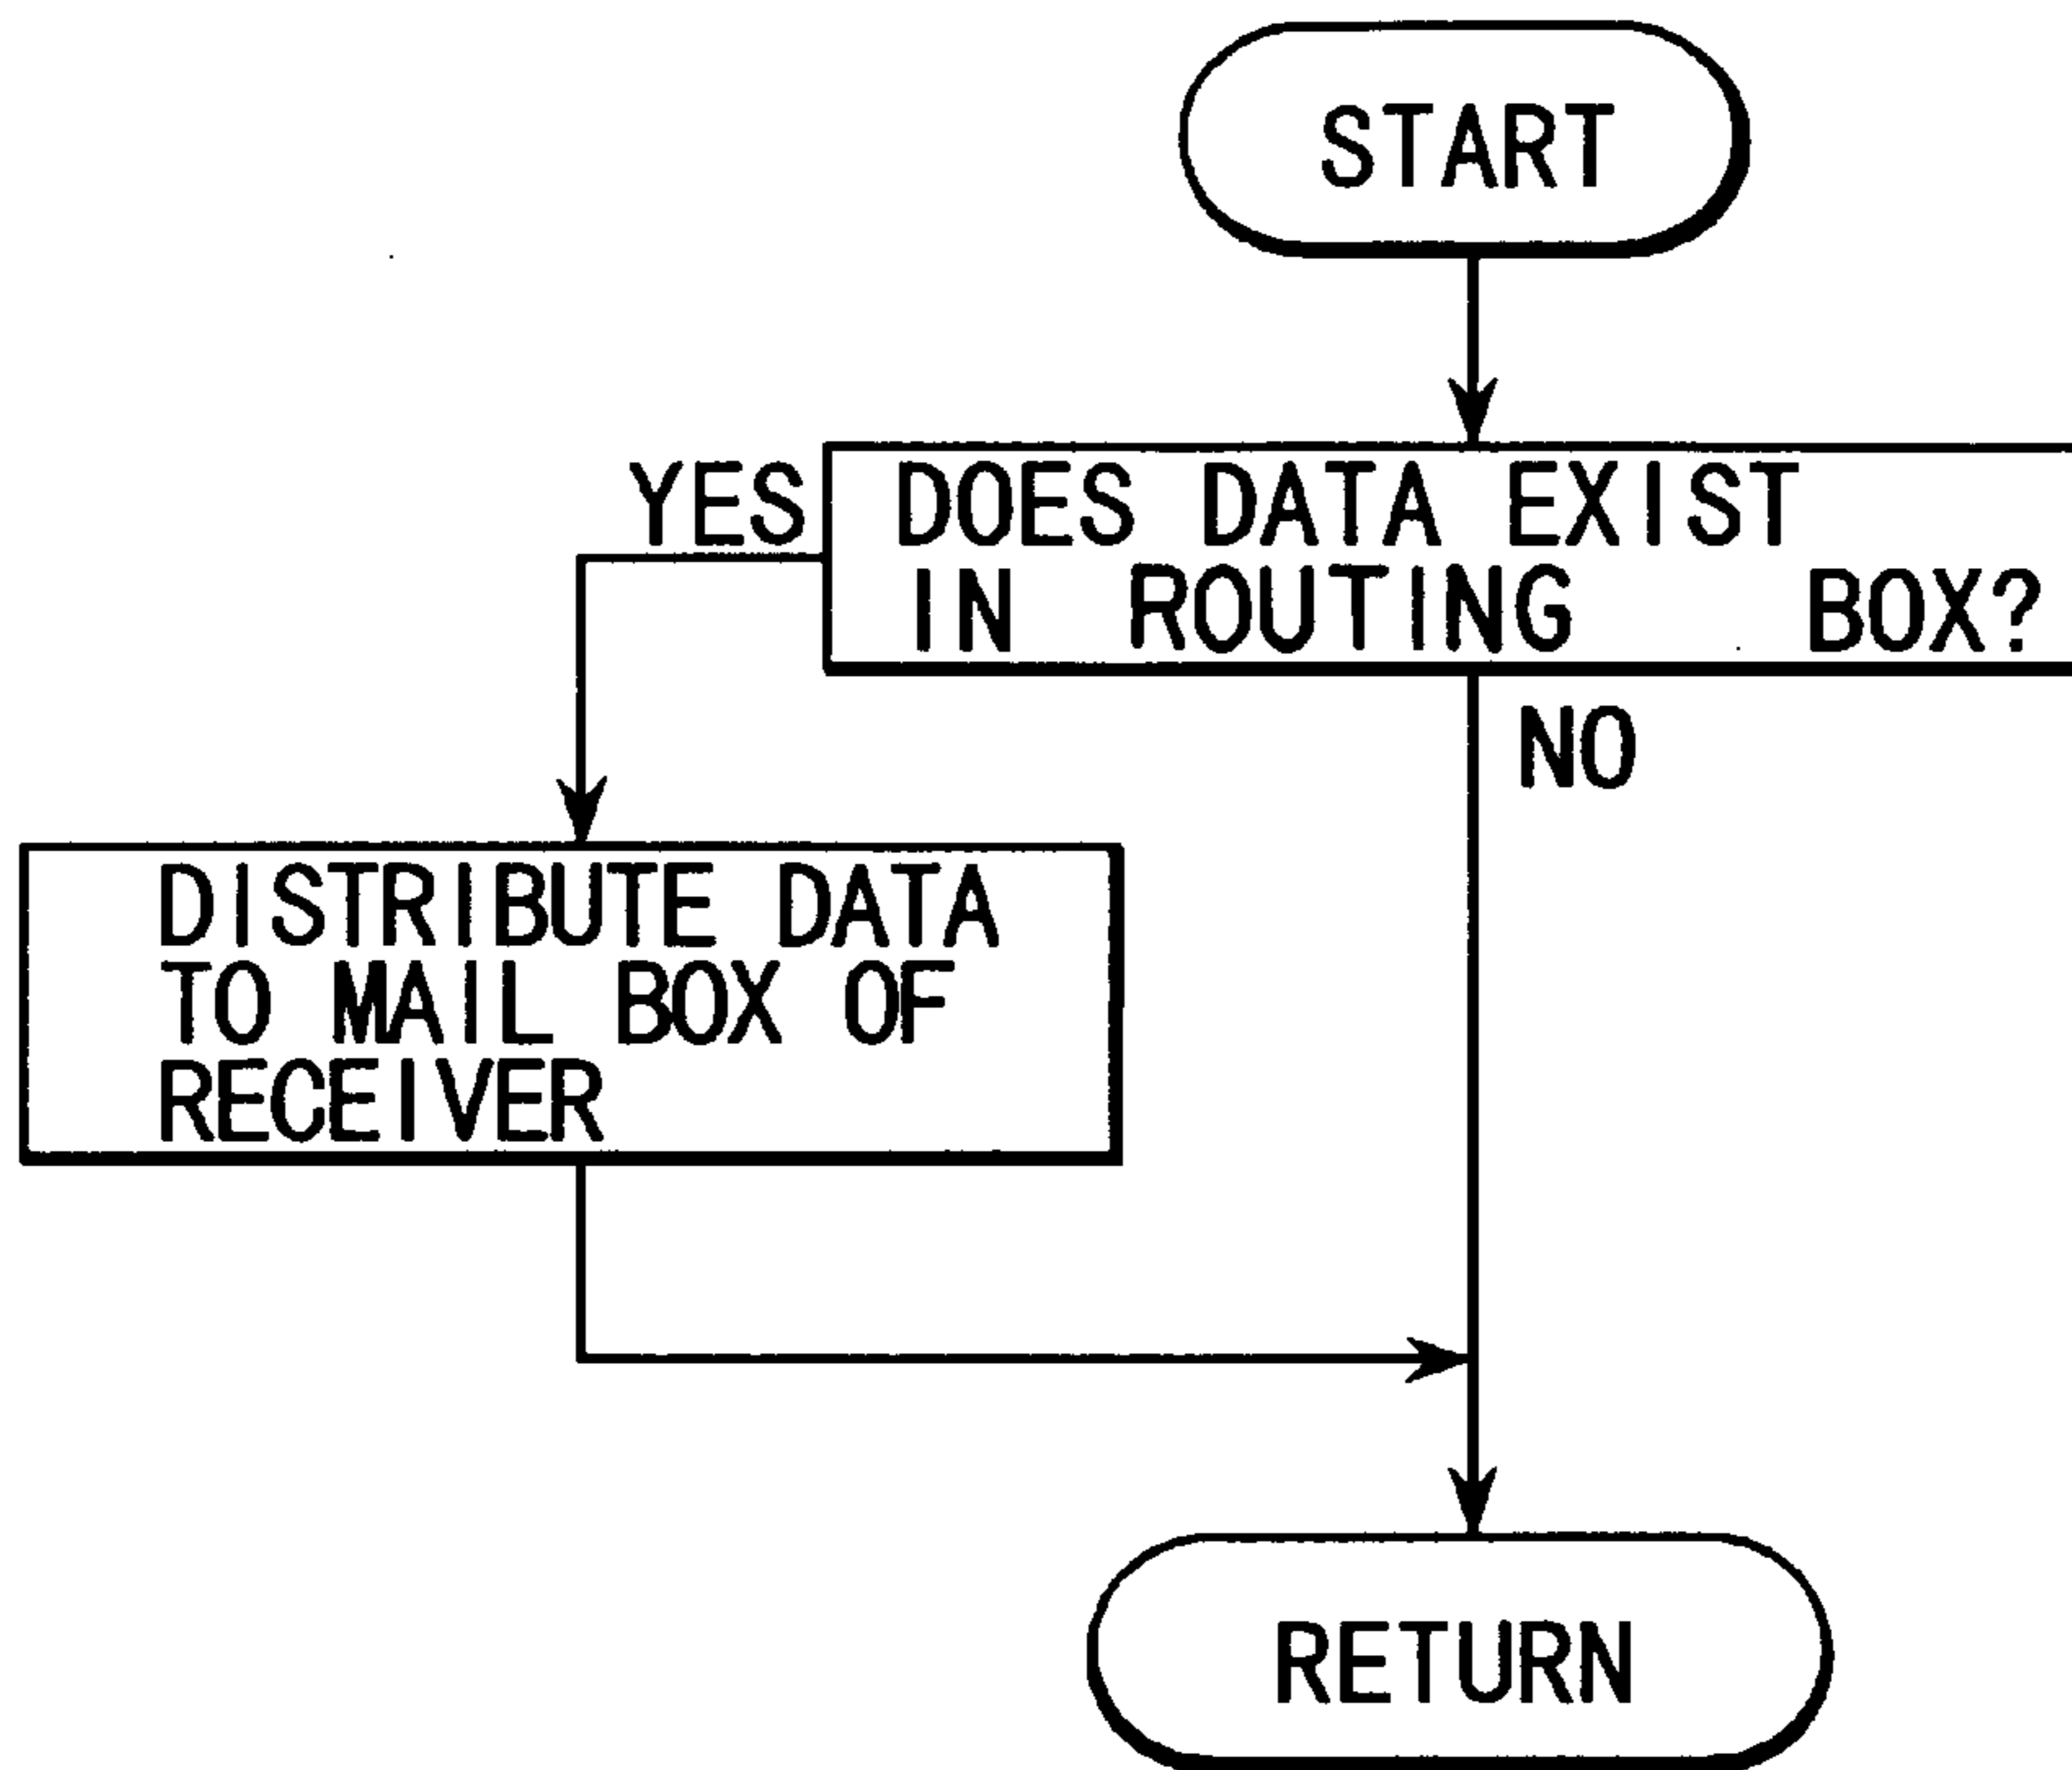 START
YES
DOES DATA EXIST
IN ROUTING BOX?
NO
DISTRIBUTE DATA
TO MAIL BOX OF
RECEIVER
RETURN